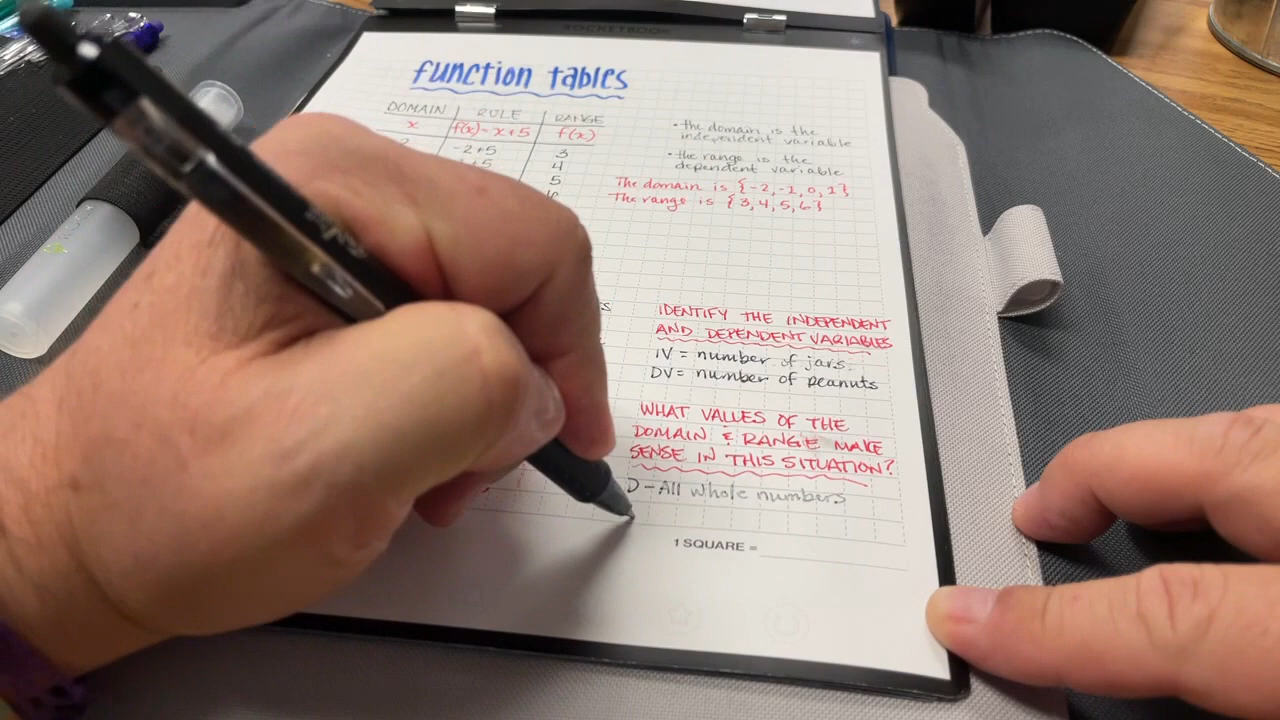 ROCKETBOOK
function tables
DOMAIN RULE RANGE
x f(x) = x+5 f(x)
-2+5 3
+5 4
5
6
• the domain is the
independent variable
• the range is the
dependent variable
The domain is {-2, -1, 0, 1},
The range is {3, 4, 5, 6}
IDENTIFY THE INDEPENDENT
AND DEPENDENT VARIABLES
IV = number of jars.
DV = number of peanuts
WHAT VALUES OF THE
DOMAIN & RANGE MAKE
SENSE IN THIS SITUATION?
D - All whole numbers
1 SQUARE =